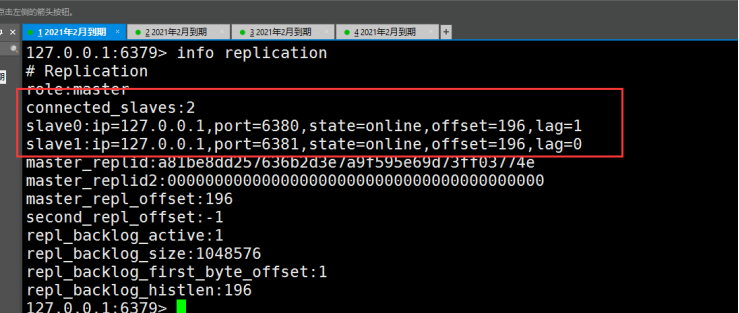 点击左侧的箭头按钮。
1 2021年2月到期
2 2021年2月到期
3 2021年2月到期
4 2021年2月到期
期
127.0.0.1:6379> info replication
# Replication
role:master
connected_slaves:2
slave0:ip=127.0.0.1,port=6380,state=online,offset=196,lag=1
slave1:ip=127.0.0.1,port=6381,state=online,offset=196,lag=0
master_replid:a81be8dd257636b2d3e7a9f595e69d73ff03774e
master_replid2:0000000000000000000000000000000000000000
master_repl_offset:196
second_repl_offset:-1
repl_backlog_active:1
repl_backlog_size:1048576
repl_backlog_first_byte_offset:1
repl_backlog_histlen:196
127.0.0.1:6379>